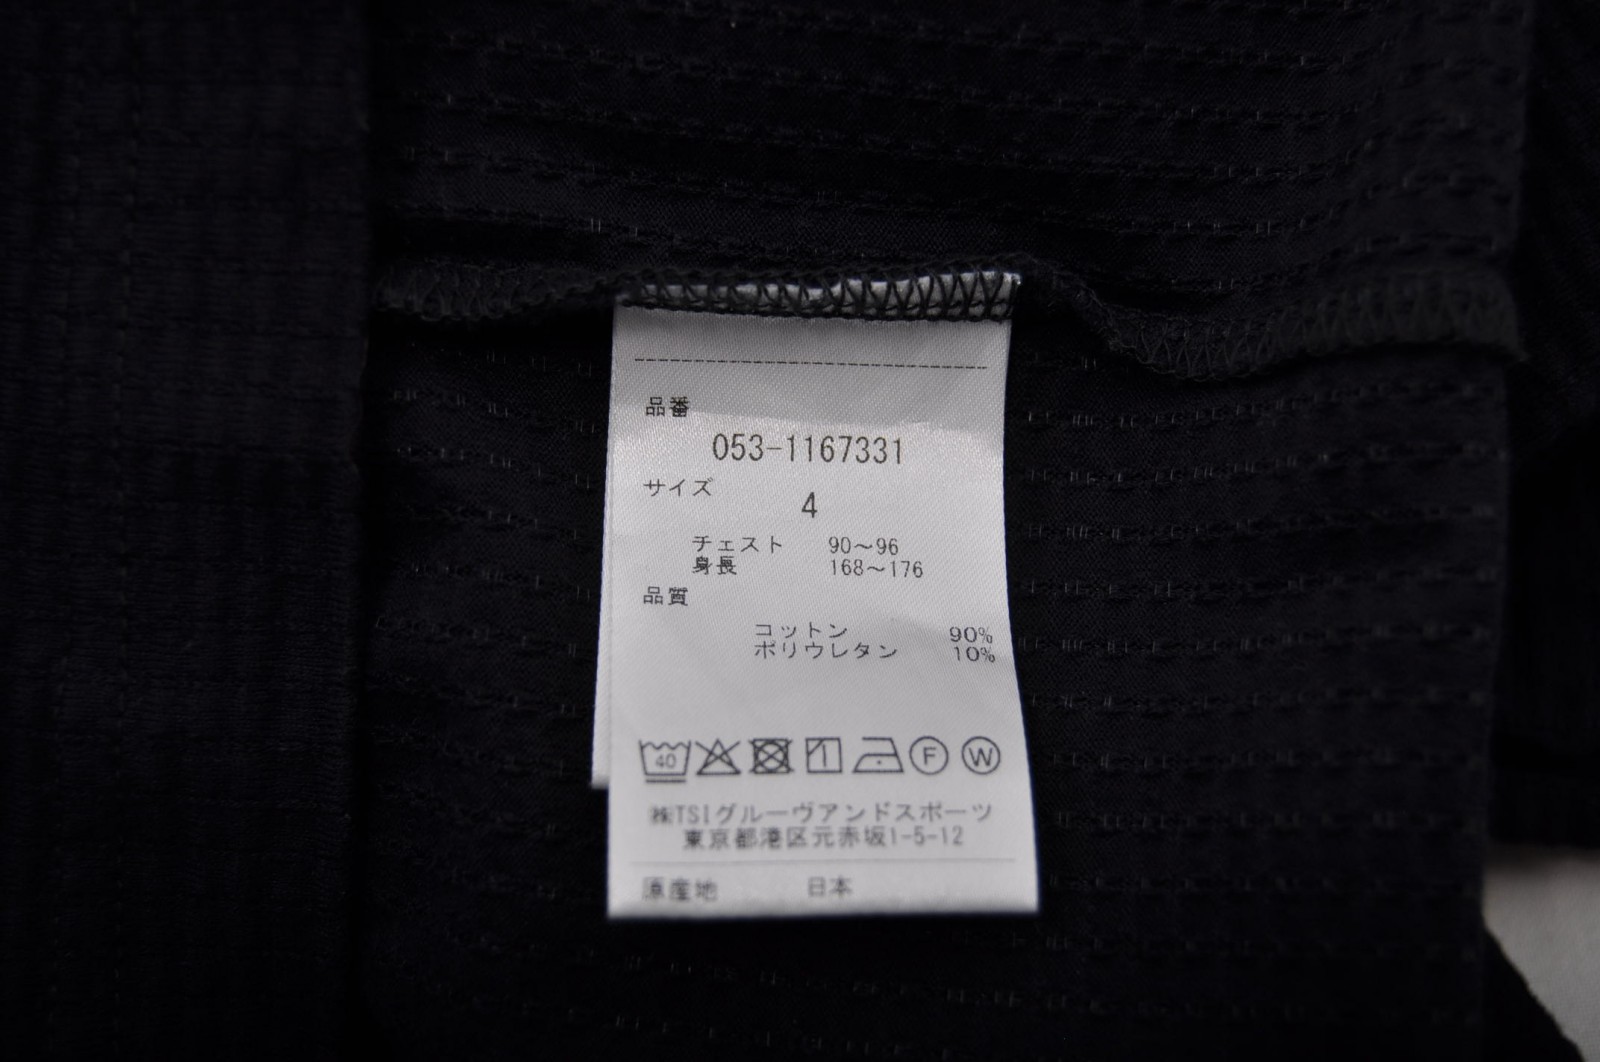 品番
053-1167331
サイズ
4
チェスト 90〜96
身長 168〜176
品質
コットン 90%
ポリウレタン 10%
40 F W
㈱TSIグルーヴアンドスポーツ
東京都港区元赤坂1-5-12
原産地 日本